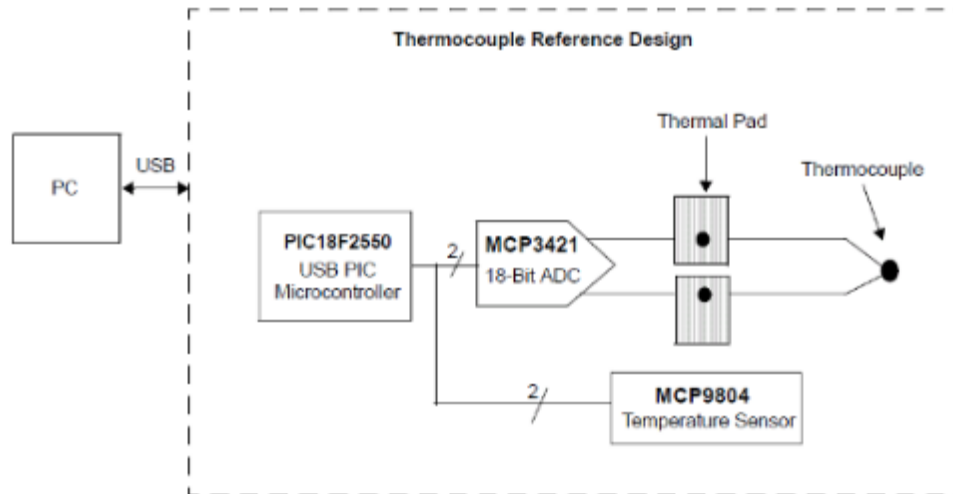 Thermocouple Reference Design
Thermal Pad
Thermocouple
USB
PC
PIC18F2550
USB PIC
Microcontroller
2
MCP3421
18-Bit ADC
2
MCP9804
Temperature Sensor